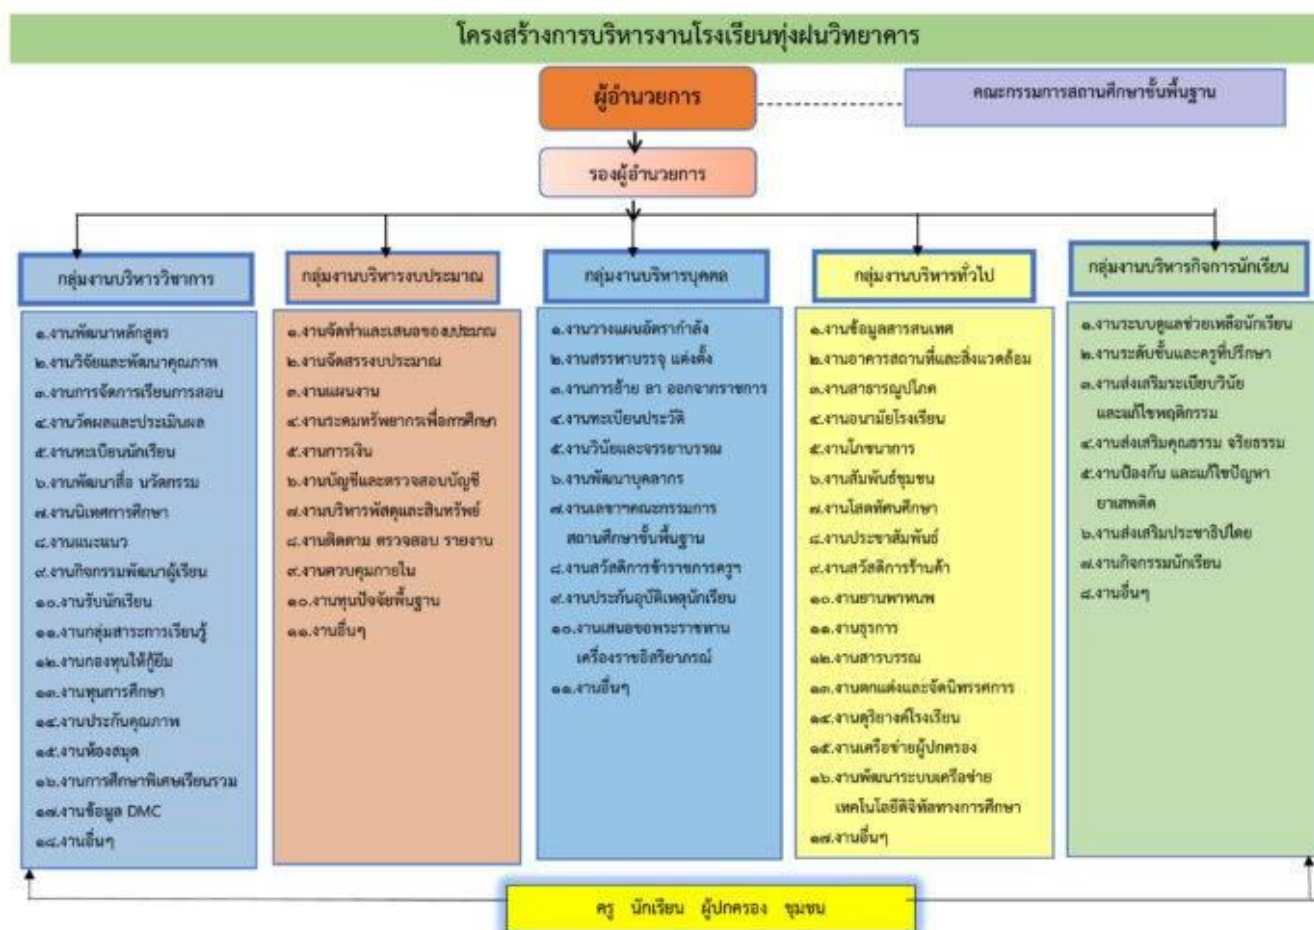 โครงสร้างการบริหารงานโรงเรียนทุ่งฝนวิทยาคาร
ผู้อำนวยการ
คณะกรรมการสถานศึกษาขั้นพื้นฐาน
รองผู้อำนวยการ
กลุ่มงานบริหารวิชาการ
๑.งานพัฒนาหลักสูตร
๒.งานวิจัยและพัฒนาคุณภาพ
๓.งานการจัดการเรียนการสอน
๔.งานวัดผลและประเมินผล
๕.งานทะเบียนนักเรียน
๖.งานพัฒนาสื่อ นวัตกรรม
๗.งานนิเทศการศึกษา
๘.งานแนะแนว
๙.งานกิจกรรมพัฒนาผู้เรียน
๑๐.งานรับนักเรียน
๑๑.งานกลุ่มสาระการเรียนรู้
๑๒.งานกองทุนให้กู้ยืม
๑๓.งานทุนการศึกษา
๑๔.งานประกันคุณภาพ
๑๕.งานห้องสมุด
๑๖.งานการศึกษาพิเศษเรียนรวม
๑๗.งานข้อมูล DMC
๑๘.งานอื่นๆ
กลุ่มงานบริหารงบประมาณ
๑.งานจัดทำและเสนอของบประมาณ
๒.งานจัดสรรงบประมาณ
๓.งานแผนงาน
๔.งานระดมทรัพยากรเพื่อการศึกษา
๕.งานการเงิน
๖.งานบัญชีและตรวจสอบบัญชี
๗.งานบริหารพัสดุและสินทรัพย์
๘.งานติดตาม ตรวจสอบ รายงาน
๙.งานควบคุมภายใน
๑๐.งานทุนปัจจัยพื้นฐาน
๑๑.งานอื่นๆ
กลุ่มงานบริหารบุคคล
๑.งานวางแผนอัตรากำลัง
๒.งานสรรหาบรรจุ แต่งตั้ง
๓.งานการย้าย ลา ออกจากราชการ
๔.งานทะเบียนประวัติ
๕.งานวินัยและจรรยาบรรณ
๖.งานพัฒนาบุคลากร
๗.งานเลขาฯคณะกรรมการ
สถานศึกษาขั้นพื้นฐาน
๘.งานสวัสดิการข้าราชการครูฯ
๙.งานประกันอุบัติเหตุนักเรียน
๑๐.งานเสนอขอพระราชทาน
เครื่องราชอิสริยาภรณ์
๑๑.งานอื่นๆ
กลุ่มงานบริหารทั่วไป
๑.งานข้อมูลสารสนเทศ
๒.งานอาคารสถานที่และสิ่งแวดล้อม
๓.งานสาธารณูปโภค
๔.งานอนามัยโรงเรียน
๕.งานโภชนาการ
๖.งานสัมพันธ์ชุมชน
๗.งานโสตทัศนศึกษา
๘.งานประชาสัมพันธ์
๙.งานสวัสดิการร้านค้า
๑๐.งานยานพาหนพ
๑๑.งานธุรการ
๑๒.งานสารบรรณ
๑๓.งานตกแต่งและจัดนิทรรศการ
๑๔.งานดุริยางค์โรงเรียน
๑๕.งานเครือข่ายผู้ปกครอง
๑๖.งานพัฒนาระบบเครือข่าย
เทคโนโลยีดิจิทัลทางการศึกษา
๑๗.งานอื่นๆ
กลุ่มงานบริหารกิจการนักเรียน
๑.งานระบบดูแลช่วยเหลือนักเรียน
๒.งานระดับชั้นและครูที่ปรึกษา
๓.งานส่งเสริมระเบียบวินัย
และแก้ไขพฤติกรรม
๔.งานส่งเสริมคุณธรรม จริยธรรม
๕.งานป้องกัน และแก้ไขปัญหา
ยาเสพติด
๖.งานส่งเสริมประชาธิปไตย
๗.งานกิจกรรมนักเรียน
๘.งานอื่นๆ
ครู นักเรียน ผู้ปกครอง ชุมชน